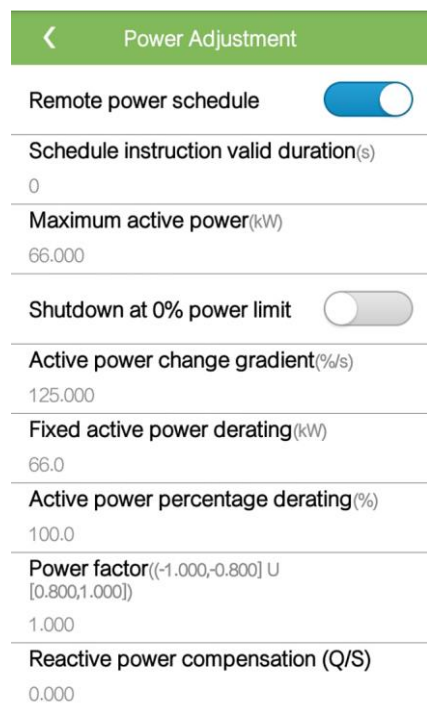 Power Adjustment
Remote power schedule
Schedule instruction valid duration(s)
0
Maximum active power(kW)
66.000
Shutdown at 0% power limit
Active power change gradient(%/s)
125.000
Fixed active power derating(kW)
66.0
Active power percentage derating(%)
100.0
Power factor((-1.000,-0.800] U
[0.800,1.000])
1.000
Reactive power compensation (Q/S)
0.000